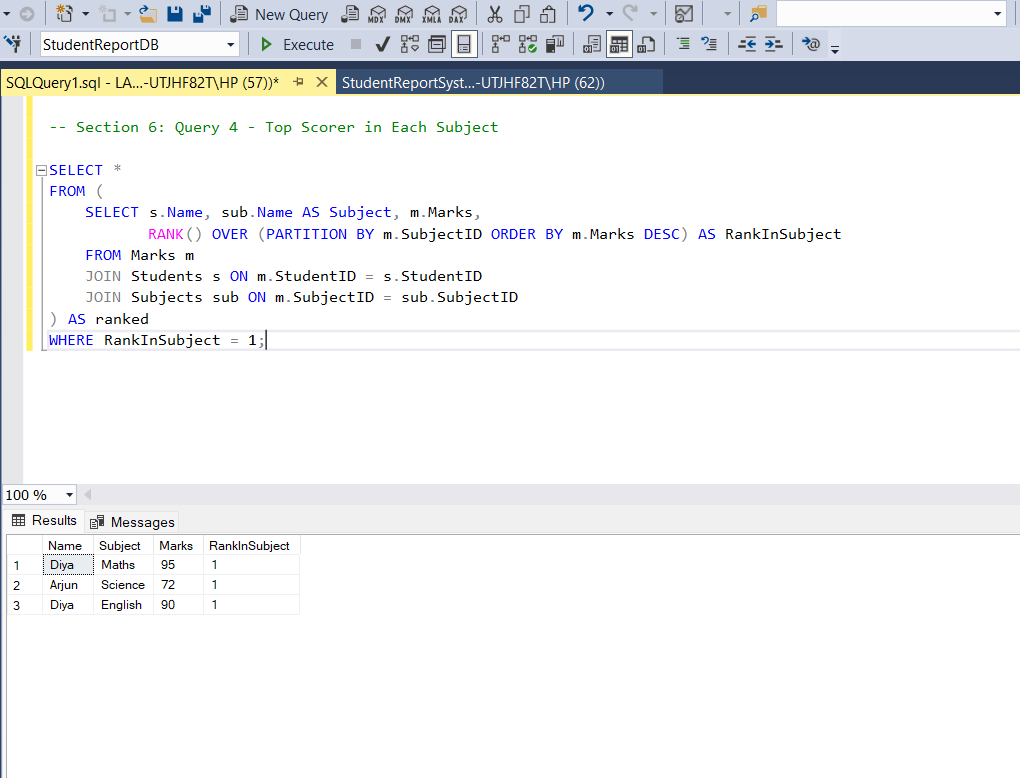 New Query MDX DMX XMLA DAX
StudentReportDB Execute
SQLQuery1.sql - LA...-UTJHF82T\HP (57))* StudentReportSyst...-UTJHF82T\HP (62))
-- Section 6: Query 4 - Top Scorer in Each Subject
SELECT *
FROM (
SELECT s.Name, sub.Name AS Subject, m.Marks,
RANK() OVER (PARTITION BY m.SubjectID ORDER BY m.Marks DESC) AS RankInSubject
FROM Marks m
JOIN Students s ON m.StudentID = s.StudentID
JOIN Subjects sub ON m.SubjectID = sub.SubjectID
) AS ranked
WHERE RankInSubject = 1;
100 %
Results Messages
Name Subject Marks RankInSubject
1 Diya Maths 95 1
2 Arjun Science 72 1
3 Diya English 90 1